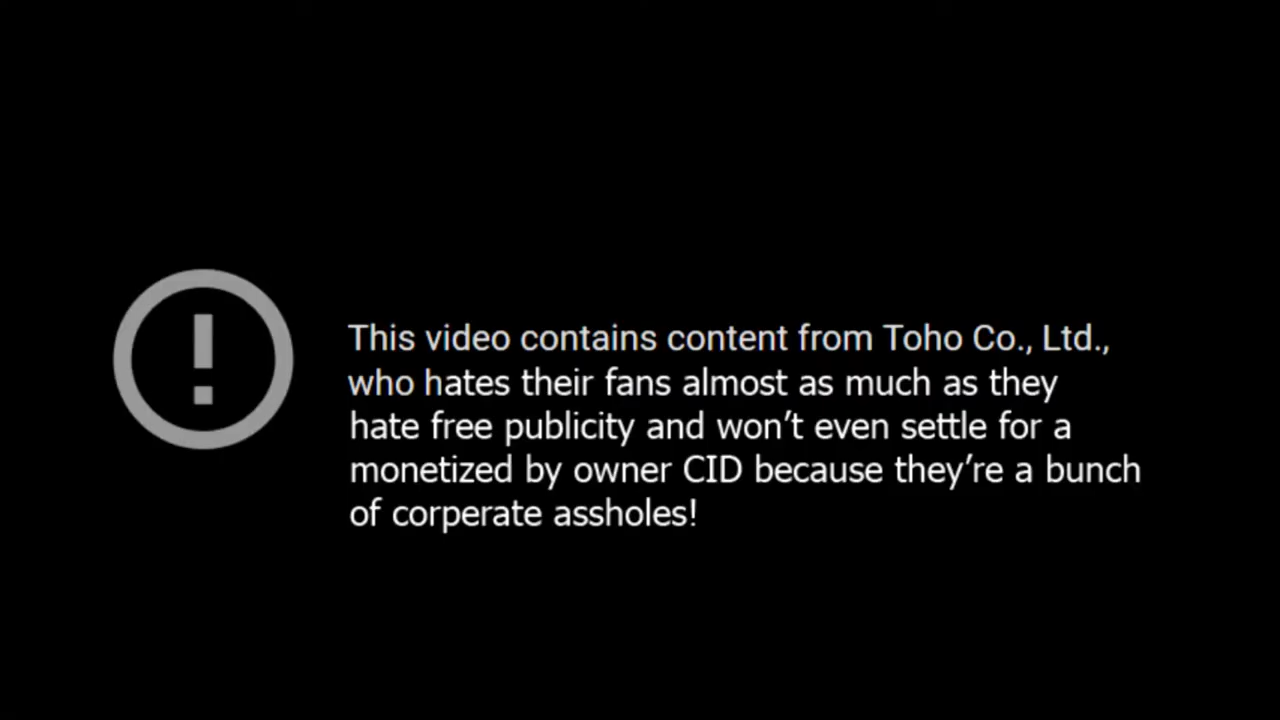 This video contains content from Toho Co., Ltd.,
who hates their fans almost as much as they
hate free publicity and won’t even settle for a
monetized by owner CID because they’re a bunch
of corperate assholes!